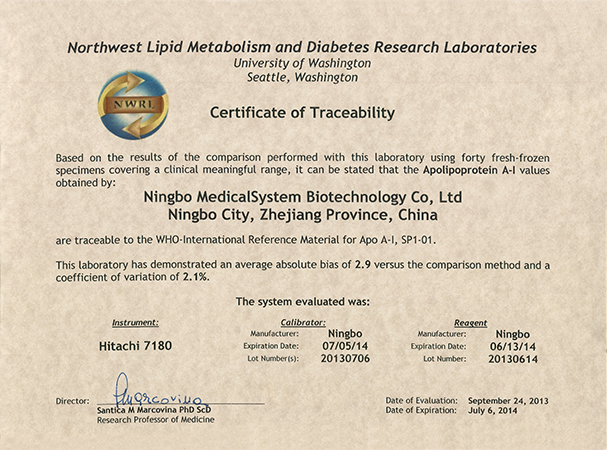 Northwest Lipid Metabolism and Diabetes Research Laboratories
University of Washington
Seattle, Washington
NWRL
Certificate of Traceability
Based on the results of the comparison performed with this laboratory using forty fresh-frozen
specimens covering a clinical meaningful range, it can be stated that the Apolipoprotein A-I values
obtained by:
Ningbo MedicalSystem Biotechnology Co, Ltd
Ningbo City, Zhejiang Province, China
are traceable to the WHO-International Reference Material for Apo A-I, SP1-01.
This laboratory has demonstrated an average absolute bias of 2.9 versus the comparison method and a
coefficient of variation of 2.1%.
The system evaluated was:
Instrument:
Hitachi 7180
Calibrator:
Manufacturer: Ningbo
Expiration Date: 07/05/14
Lot Number(s): 20130706
Reagent
Manufacturer: Ningbo
Expiration Date: 06/13/14
Lot Number: 20130614
Director: SMarcovina
Santica M Marcovina PhD ScD
Research Professor of Medicine
Date of Evaluation: September 24, 2013
Date of Expiration: July 6, 2014